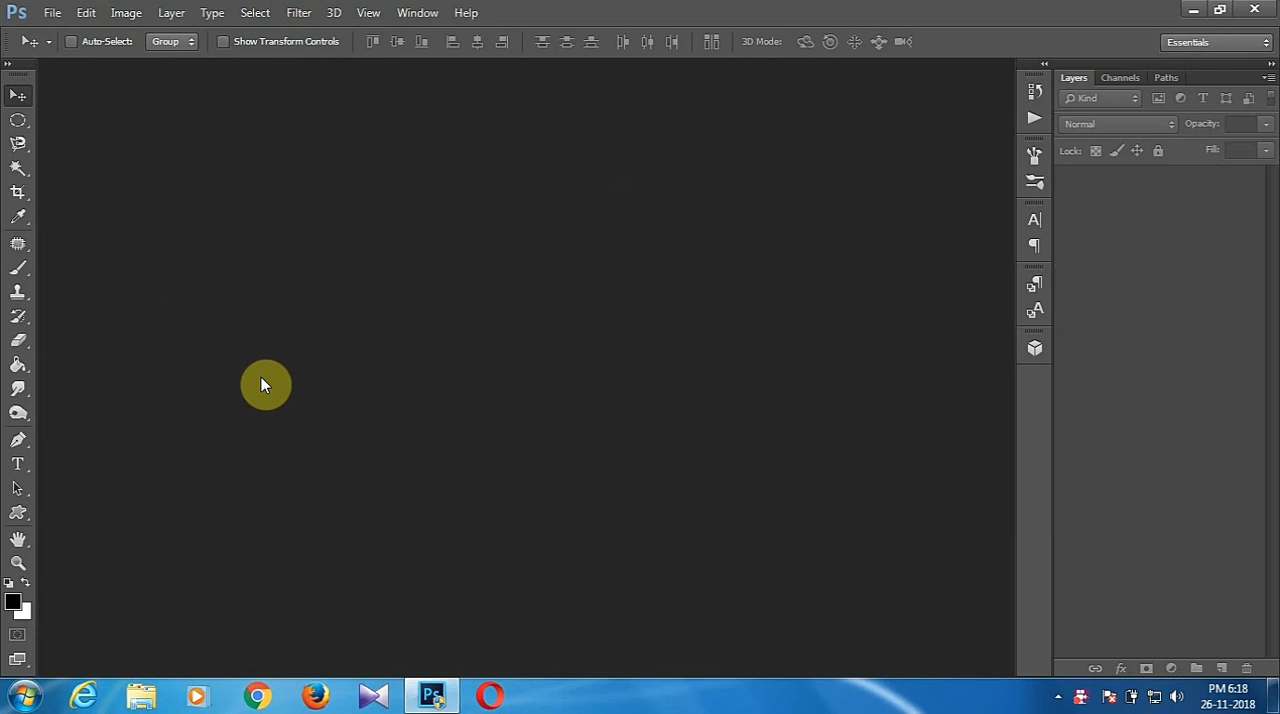 Ps File Edit Image Layer Type Select Filter 3D View Window Help
Auto-Select: Group Show Transform Controls 3D Mode: Essentials
Layers Channels Paths
Kind
Normal Opacity:
Lock: Fill:
PM 6:18
26-11-2018